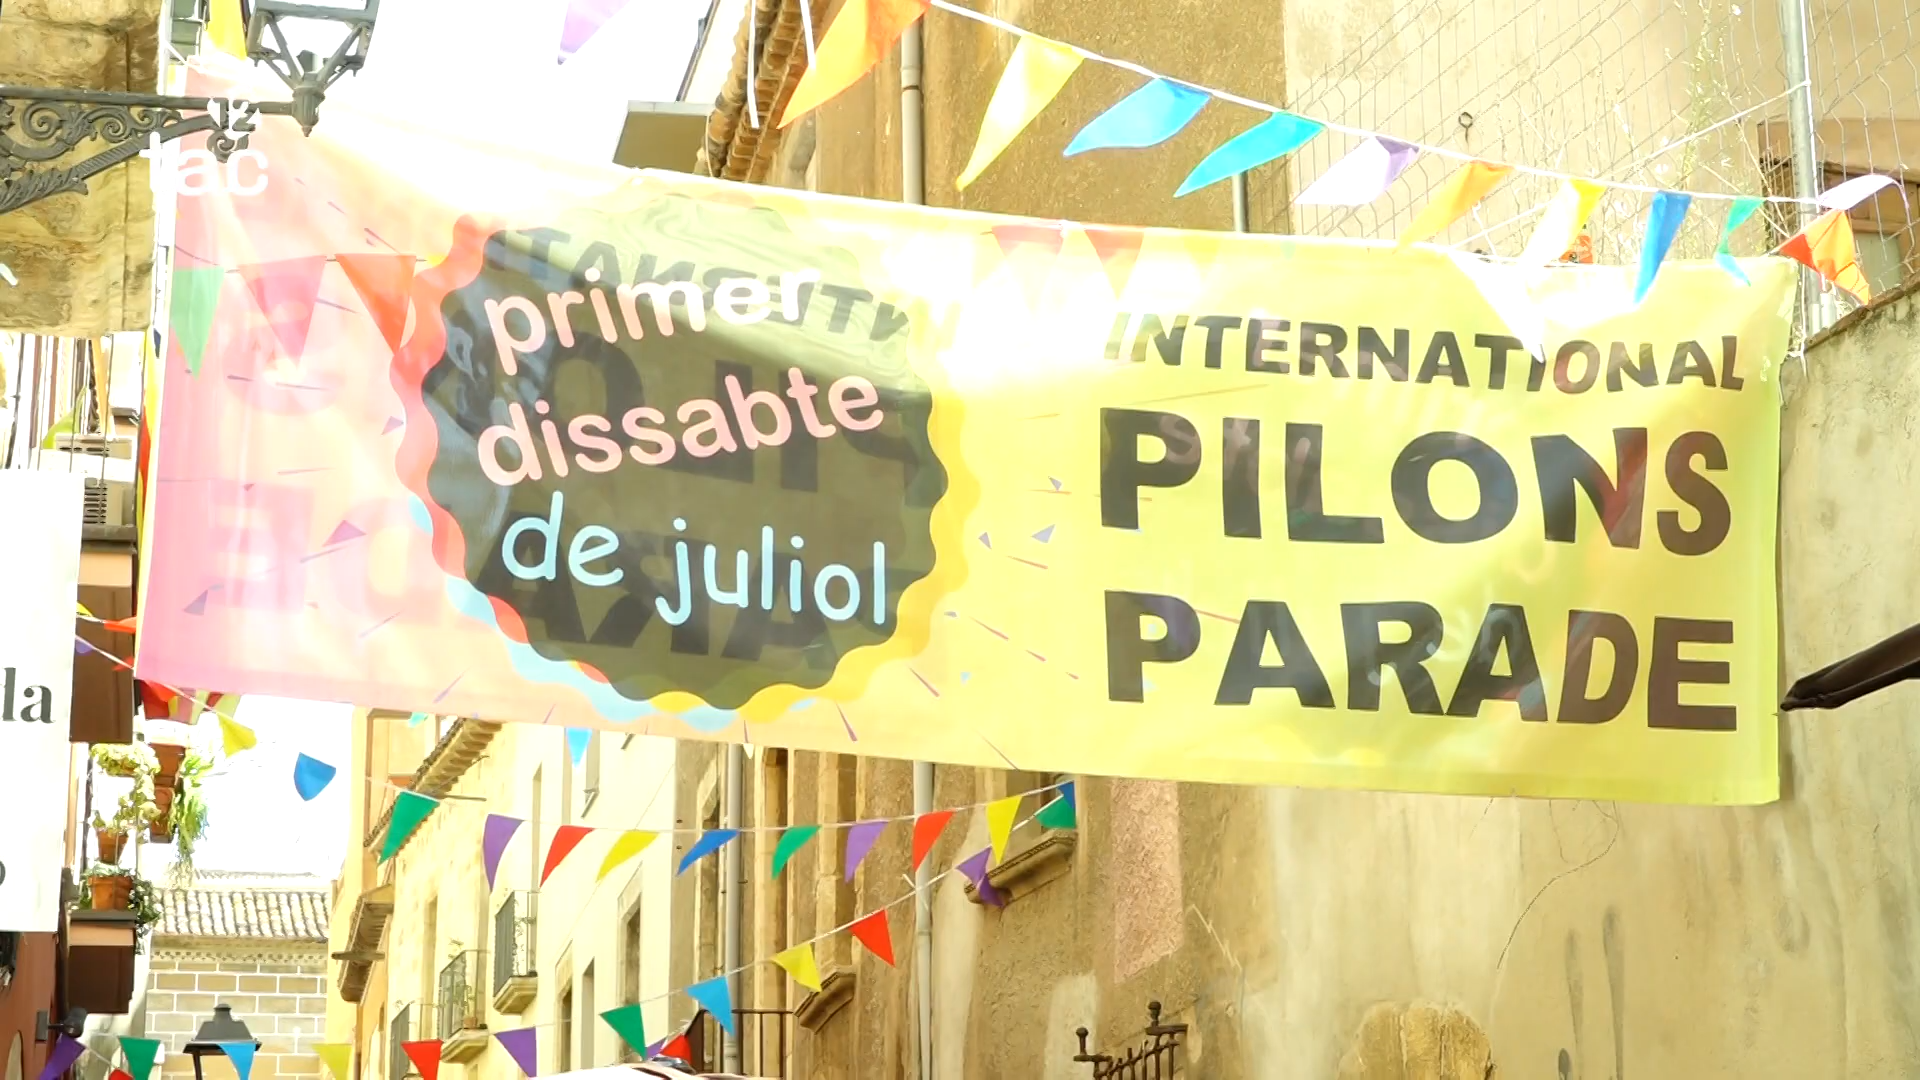 12
tac
primer
dissabte
de juliol
INTERNATIONAL
PILONS
PARADE
la